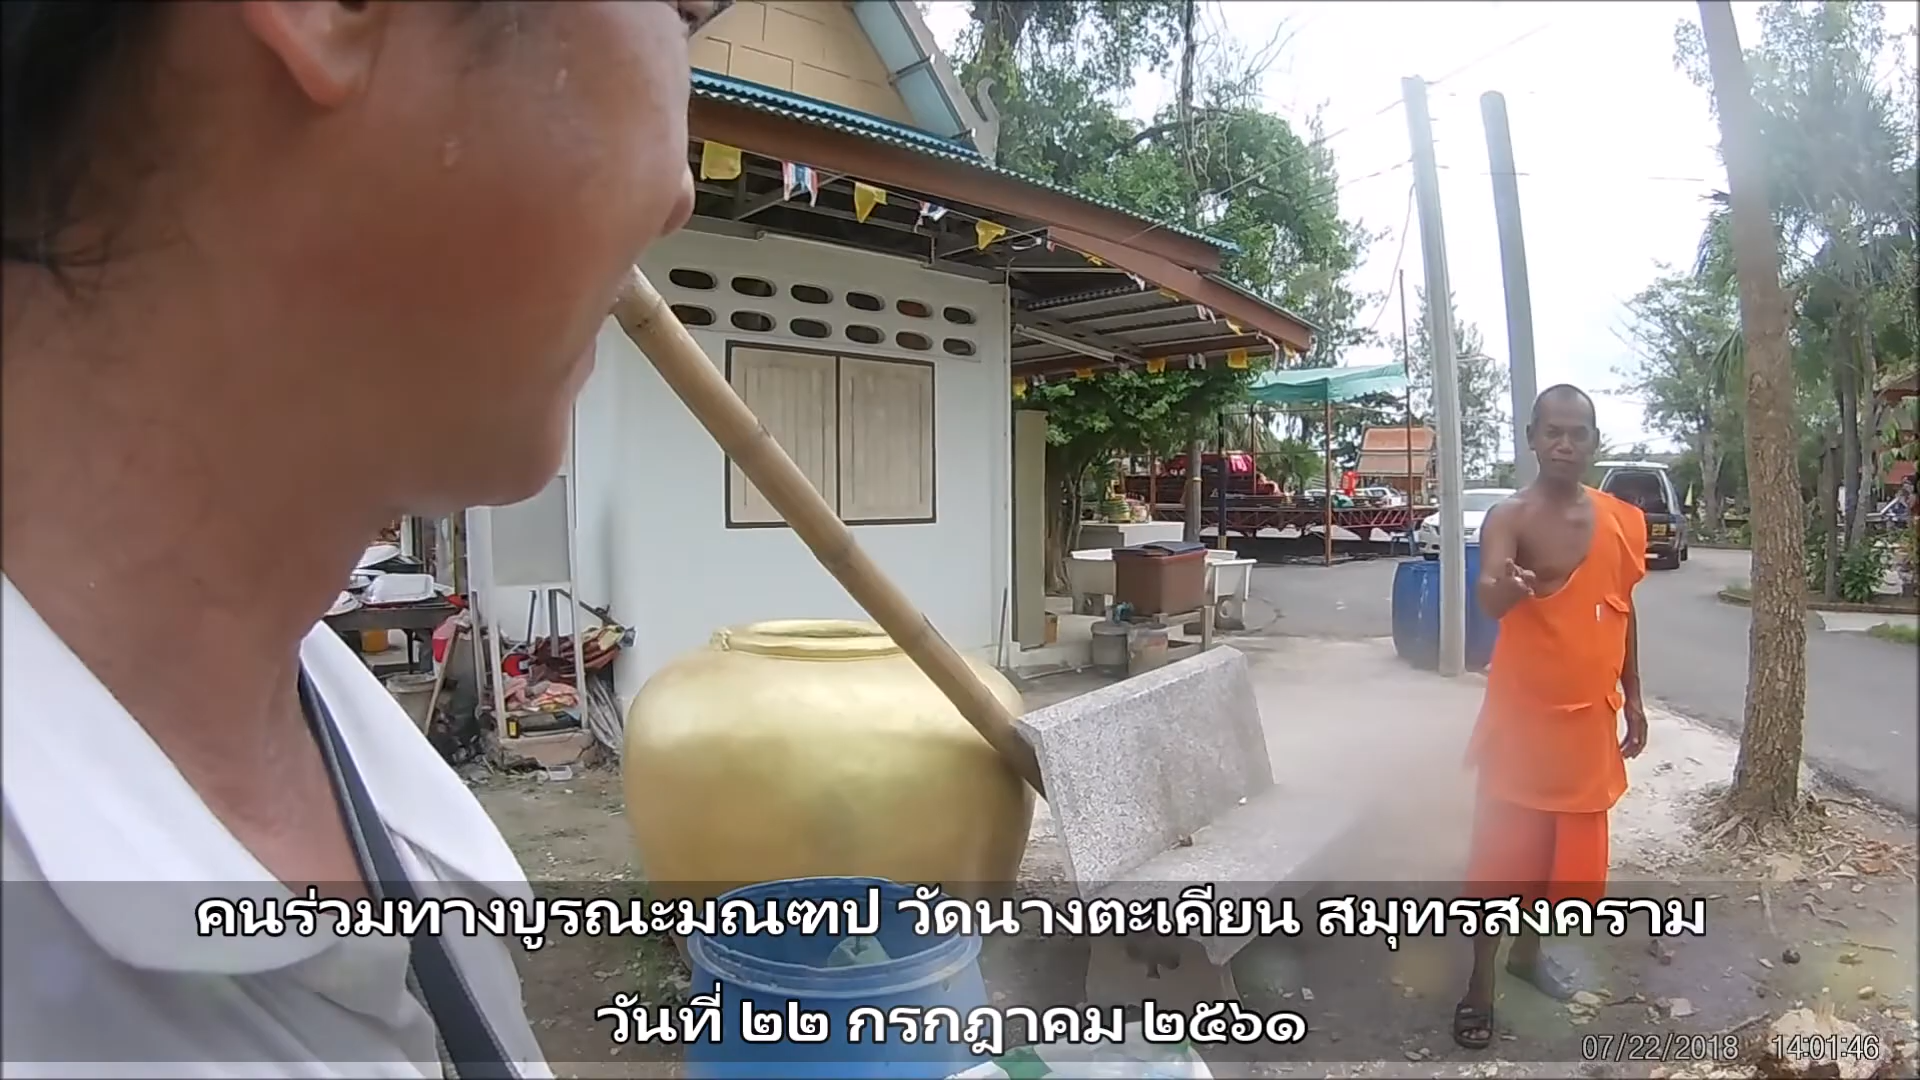 คนร่วมทางบูรณะมณฑป วัดนางตะเคียน สมุทรสงคราม
วันที่ ๒๒ กรกฎาคม ๒๕๖๑
07/22/2018 14:01:46